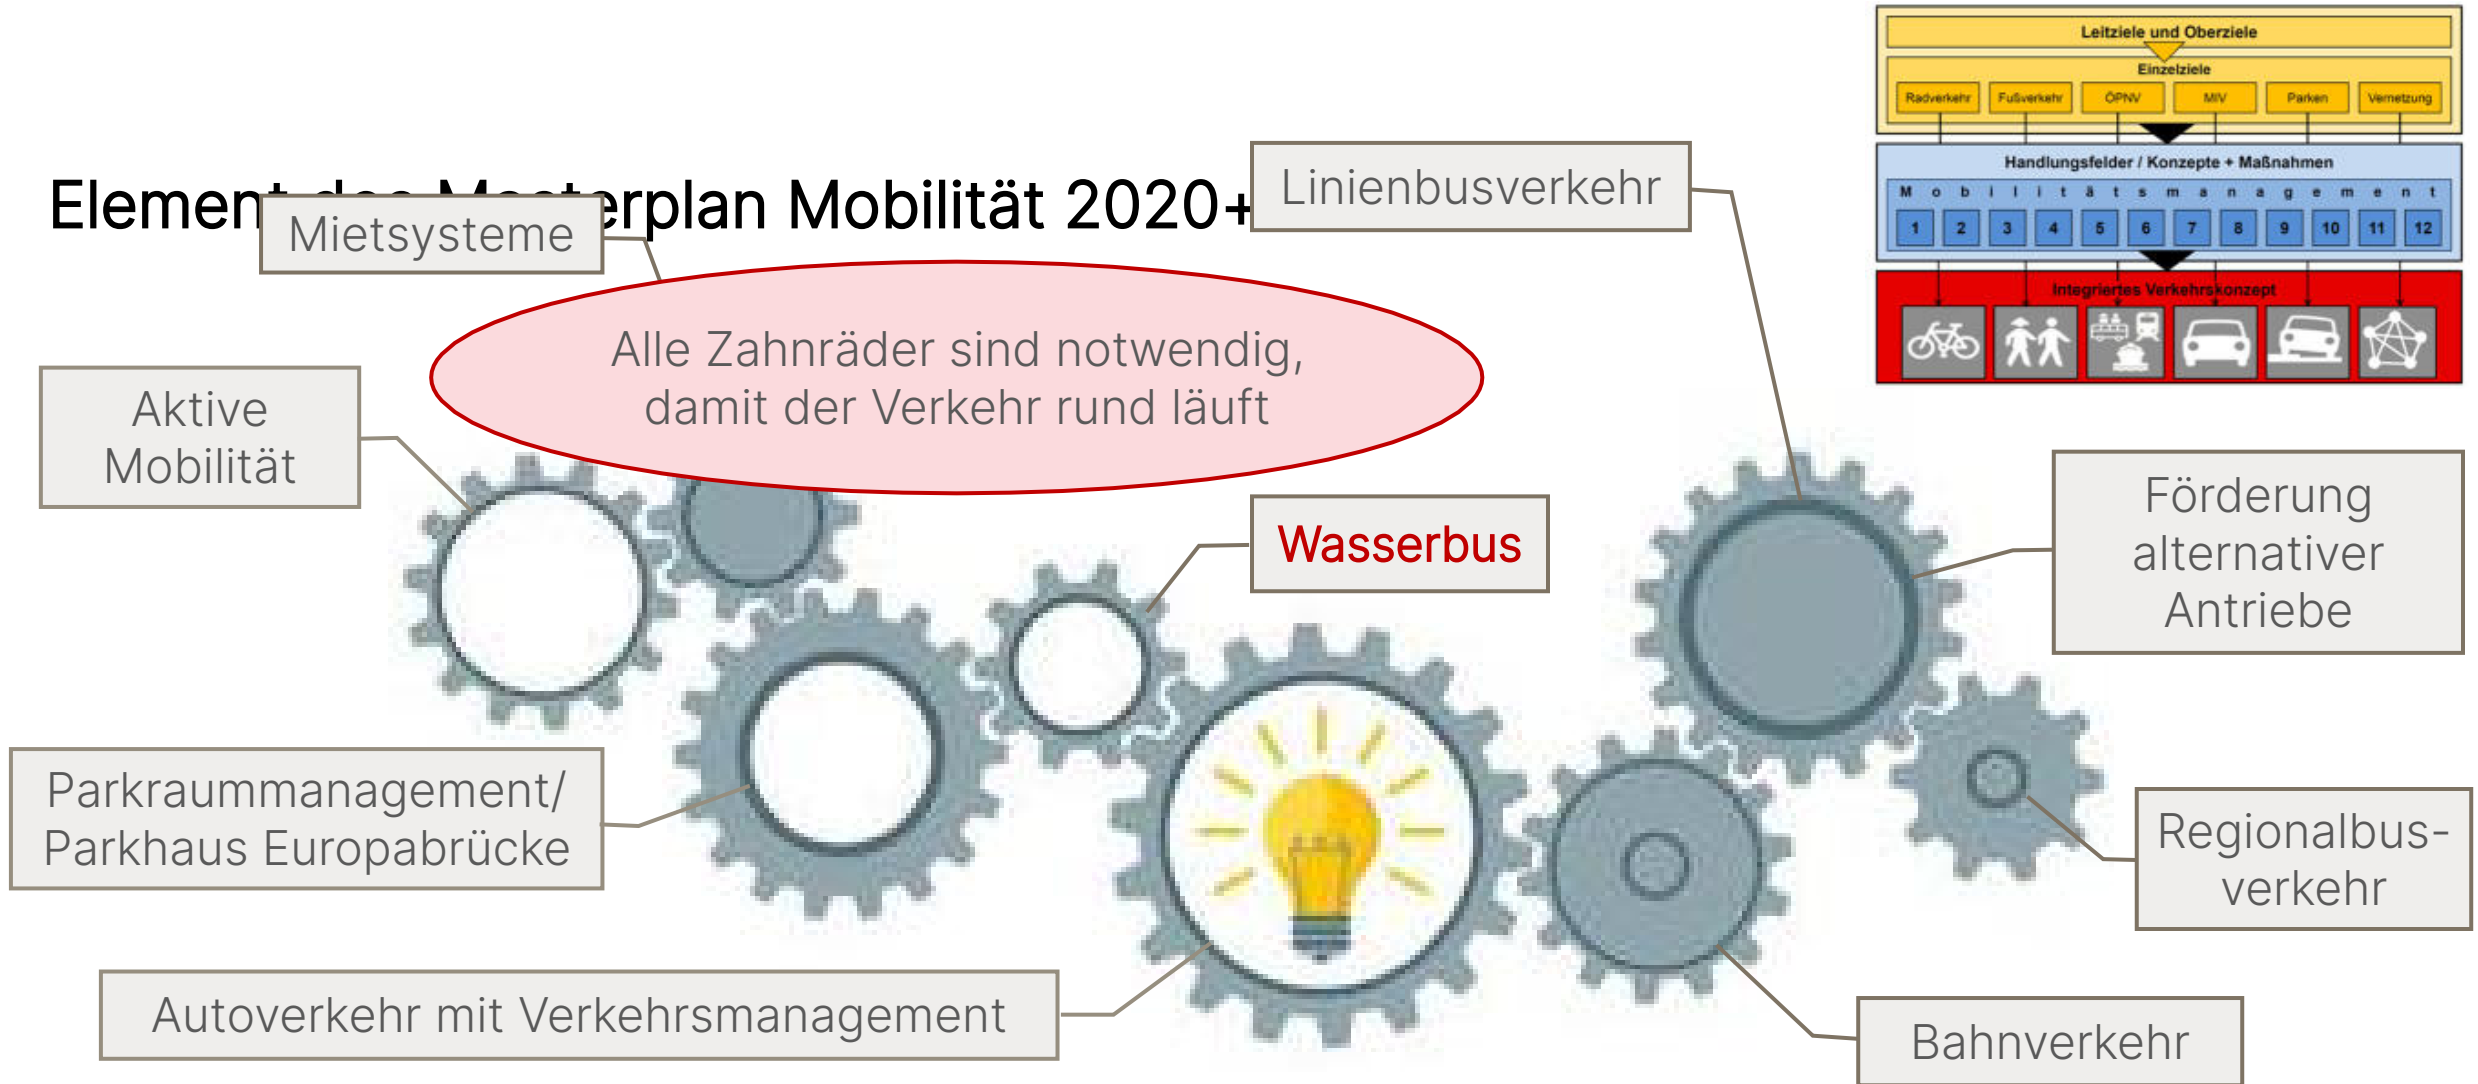 Leitziele und Oberziele
Einzelziele
Radverkehr Fußverkehr ÖPNV MIV Parken Vernetzung
Handlungsfelder / Konzepte + Maßnahmen
Mobilitätsmanagement
1 2 3 4 5 6 7 8 9 10 11 12
Integriertes Verkehrskonzept
Element des Masterplan Mobilität 2020+
Mietsysteme
Linienbusverkehr
Alle Zahnräder sind notwendig,
damit der Verkehr rund läuft
Aktive
Mobilität
Wasserbus
Förderung
alternativer
Antriebe
Parkraummanagement/
Parkhaus Europabrücke
Regionalbus-
verkehr
Autoverkehr mit Verkehrsmanagement
Bahnverkehr